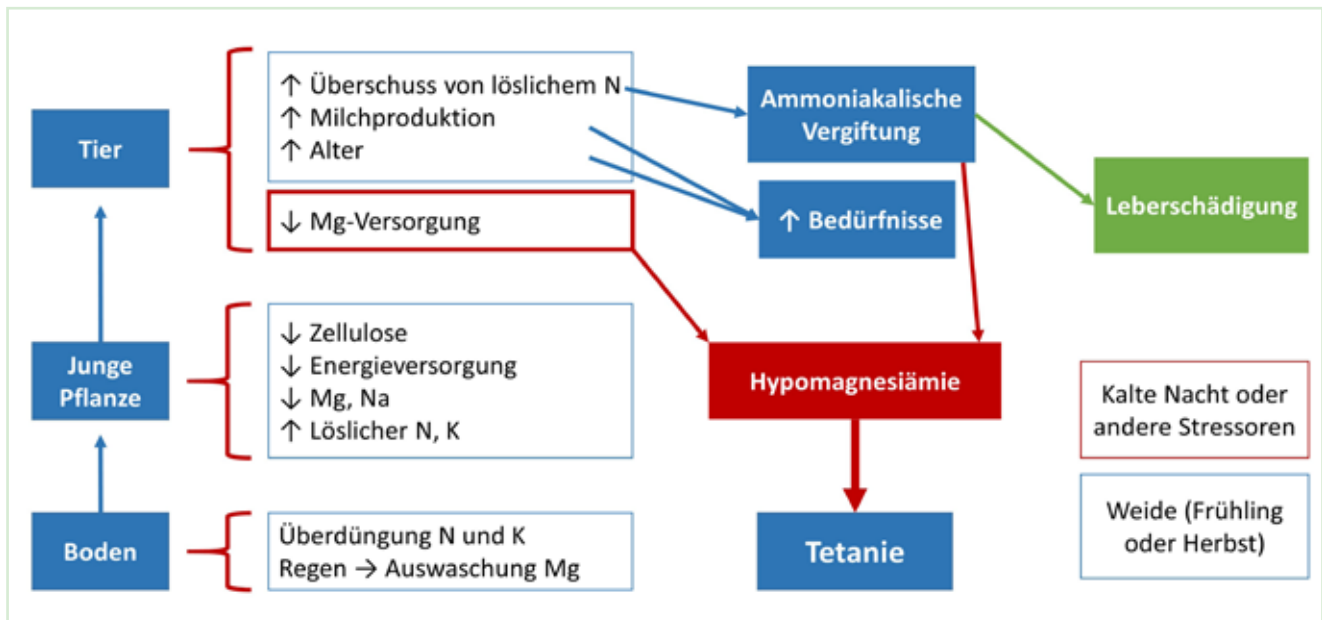 Tier
↑ Überschuss von löslichem N
↑ Milchproduktion
↑ Alter
↓ Mg-Versorgung
Ammoniakalische
Vergiftung
↑ Bedürfnisse
Leberschädigung
Junge
Pflanze
↓ Zellulose
↓ Energieversorgung
↓ Mg, Na
↑ Löslicher N, K
Hypomagnesiämie
Kalte Nacht oder
andere Stressoren
Boden
Überdüngung N und K
Regen → Auswaschung Mg
Tetanie
Weide (Frühling
oder Herbst)